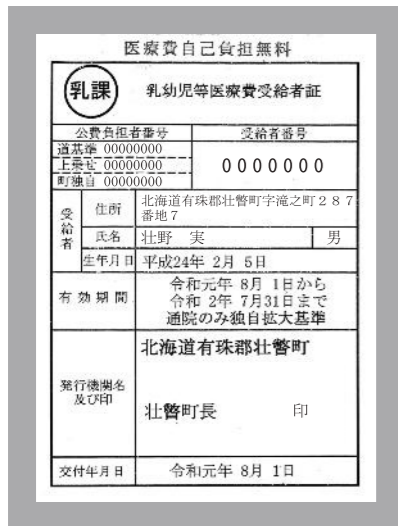 医療費自己負担無料
乳課 乳幼児等医療費受給者証
公費負担者番号 受給者番号
道基準 00000000
上乗せ 00000000
町独自 00000000
0000000
受給者
住所 北海道有珠郡壮瞥町字滝之町287
番地7
氏名 壮野 実 男
生年月日 平成24年 2月 5日
有効期間
令和元年 8月 1日から
令和 2年 7月31日まで
通院のみ独自拡大基準
発行機関名
及び印
北海道有珠郡壮瞥町
壮瞥町長 印
交付年月日 令和元年 8月 1日